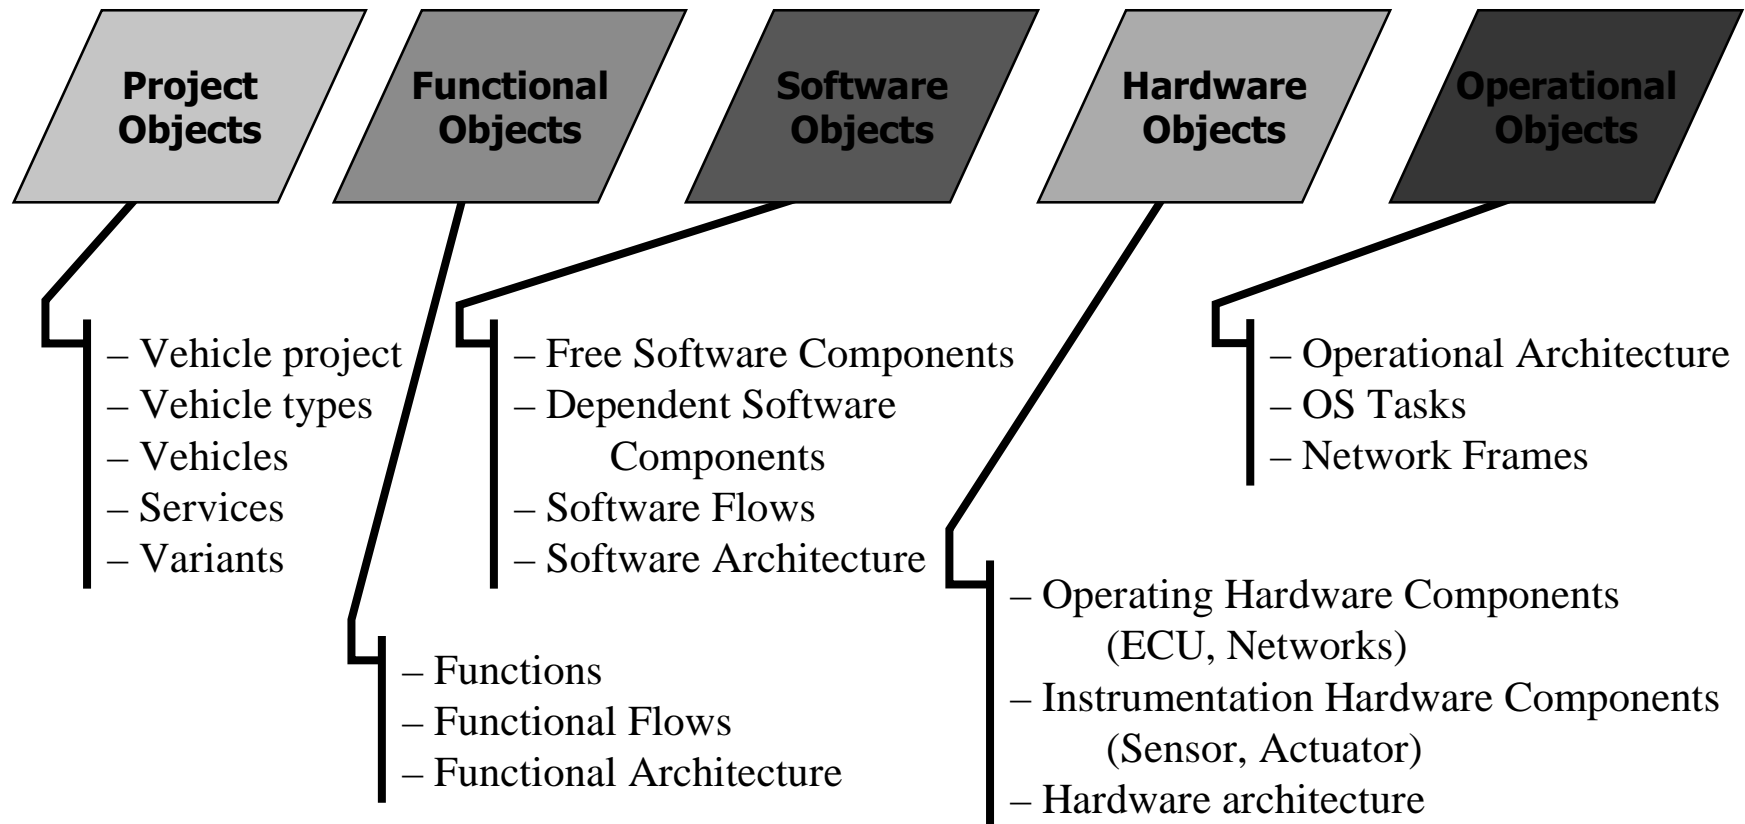 Project
Objects
Functional
Objects
Software
Objects
Hardware
Objects
Operational
Objects
– Vehicle project
– Vehicle types
– Vehicles
– Services
– Variants
– Functions
– Functional Flows
– Functional Architecture
– Free Software Components
– Dependent Software
Components
– Software Flows
– Software Architecture
– Operating Hardware Components
(ECU, Networks)
– Instrumentation Hardware Components
(Sensor, Actuator)
– Hardware architecture
– Operational Architecture
– OS Tasks
– Network Frames